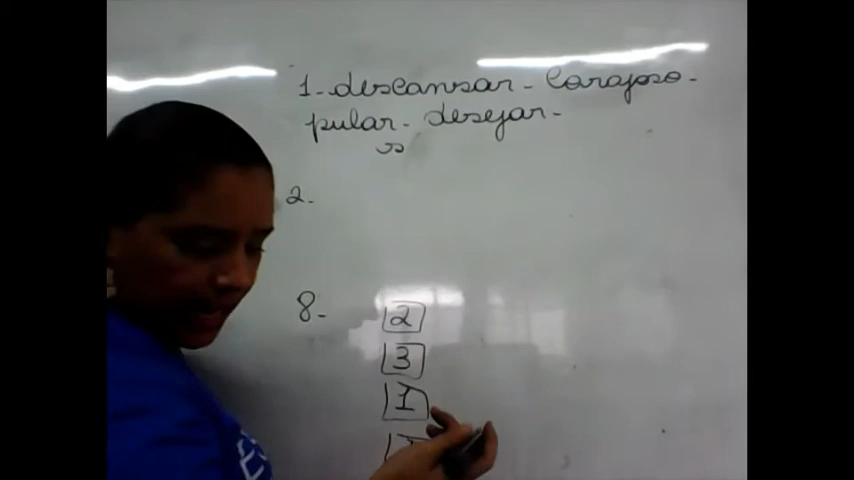 1-descansar- Corajoso-
pular- desejar-
2-
8-
2
3
1